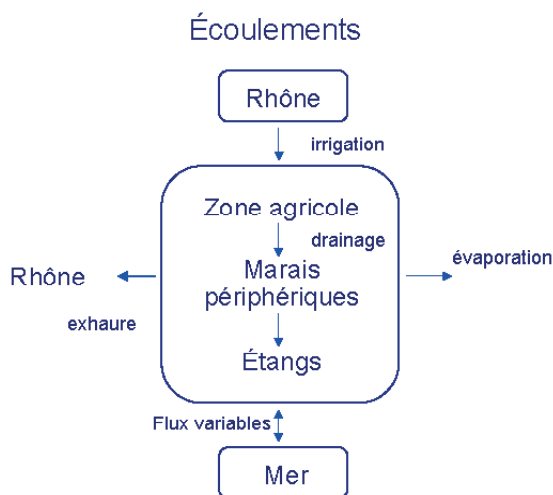 Écoulements
Rhône
irrigation
Zone agricole
drainage
évaporation
Rhône
Marais
périphériques
exhaure
Étangs
Flux variables
Mer